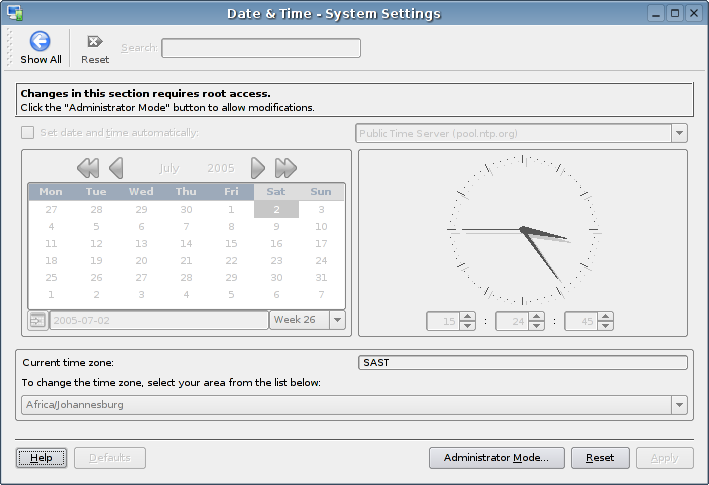 Date & Time - System Settings
Show All
Reset
Search:
Changes in this section requires root access.
Click the "Administrator Mode" button to allow modifications.
Set date and time automatically:
Public Time Server (pool.ntp.org)
July 2005
Mon Tue Wed Thu Fri Sat Sun
27 28 29 30 1 2 3
4 5 6 7 8 9 10
11 12 13 14 15 16 17
18 19 20 21 22 23 24
25 26 27 28 29 30 31
1 2 3 4 5 6 7
2005-07-02
Week 26
15 : 24 : 45
Current time zone:
SAST
To change the time zone, select your area from the list below:
Africa/Johannesburg
Help
Defaults
Administrator Mode...
Reset
Apply